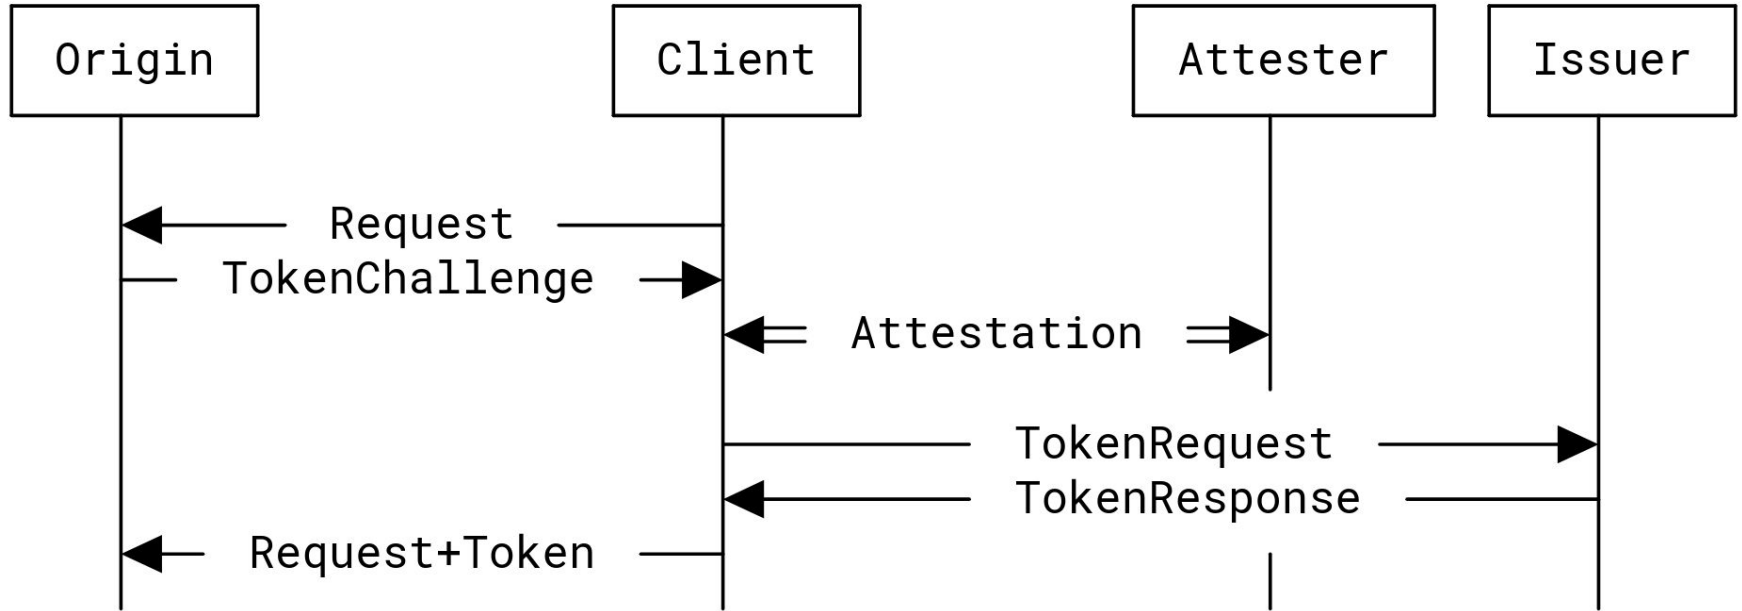 Origin Client Attester Issuer
Request
TokenChallenge
Attestation
TokenRequest
TokenResponse
Request+Token